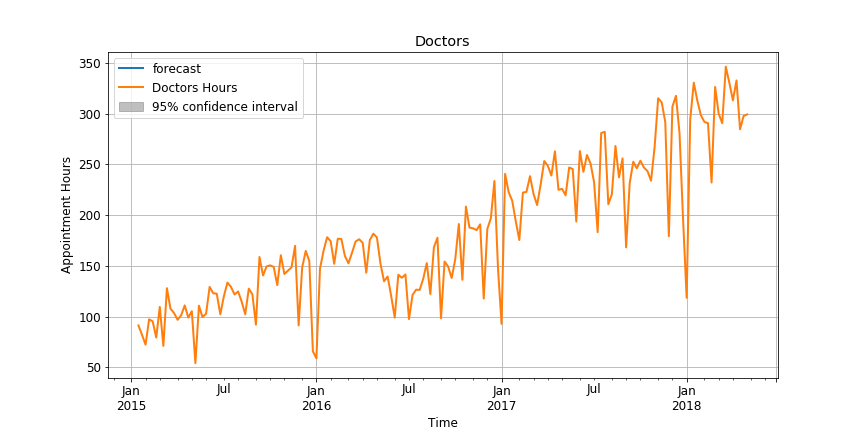 Doctors
forecast
Doctors Hours
95% confidence interval
Appointment Hours
350
300
250
200
150
100
50
Jan Jul Jan Jul Jan Jul Jan
2015 2016 2017 2018
Time